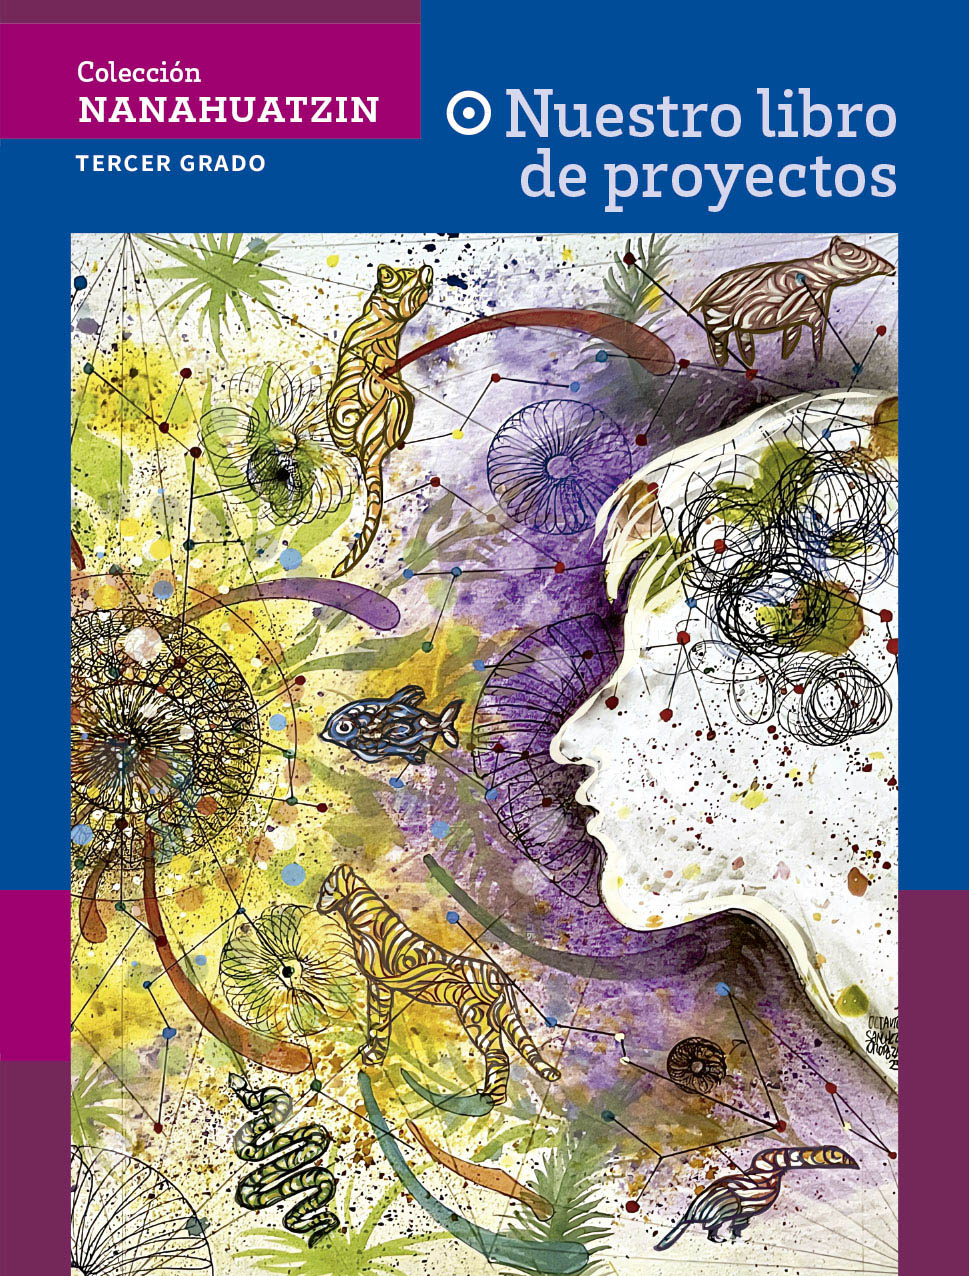 Colección
NANAHUATZIN
TERCER GRADO
Nuestro libro
de proyectos